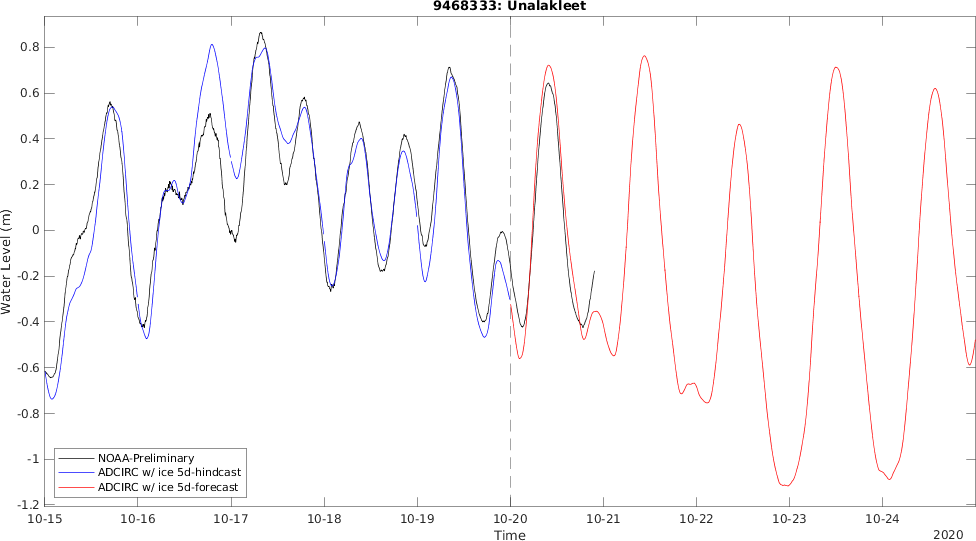 9468333: Unalakleet
Water Level (m)
0.8
0.6
0.4
0.2
0
-0.2
-0.4
-0.6
-0.8
-1
-1.2
NOAA-Preliminary
ADCIRC w/ ice 5d-hindcast
ADCIRC w/ ice 5d-forecast
10-15 10-16 10-17 10-18 10-19 10-20 10-21 10-22 10-23 10-24
Time
2020